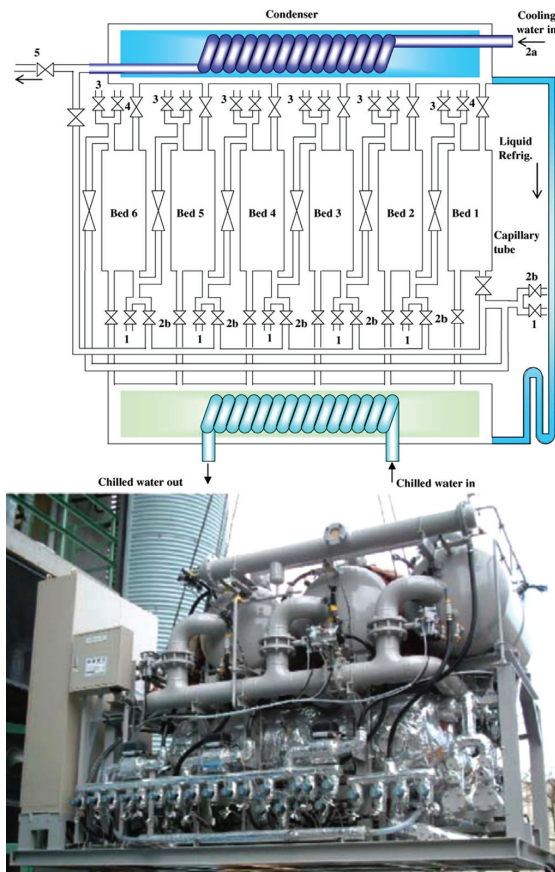 Condenser
Cooling
water in
2a
5
3
4
3
3
3
3
3
4
Liquid
Refrig.
Bed 6
Bed 5
Bed 4
Bed 3
Bed 2
Bed 1
Capillary
tube
2b
1
2b
2b
2b
2b
2b
1
1
1
1
1
Chilled water out
Chilled water in